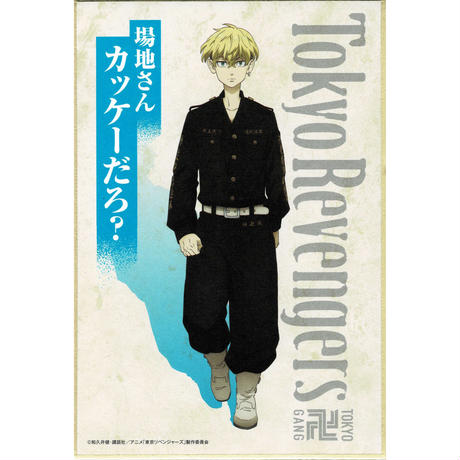 場地さん
カッケーだろ?
Tokyo Revengers
TOKYO
卍
GANG
©和久井健・講談社／アニメ「東京リベンジャーズ」製作委員会